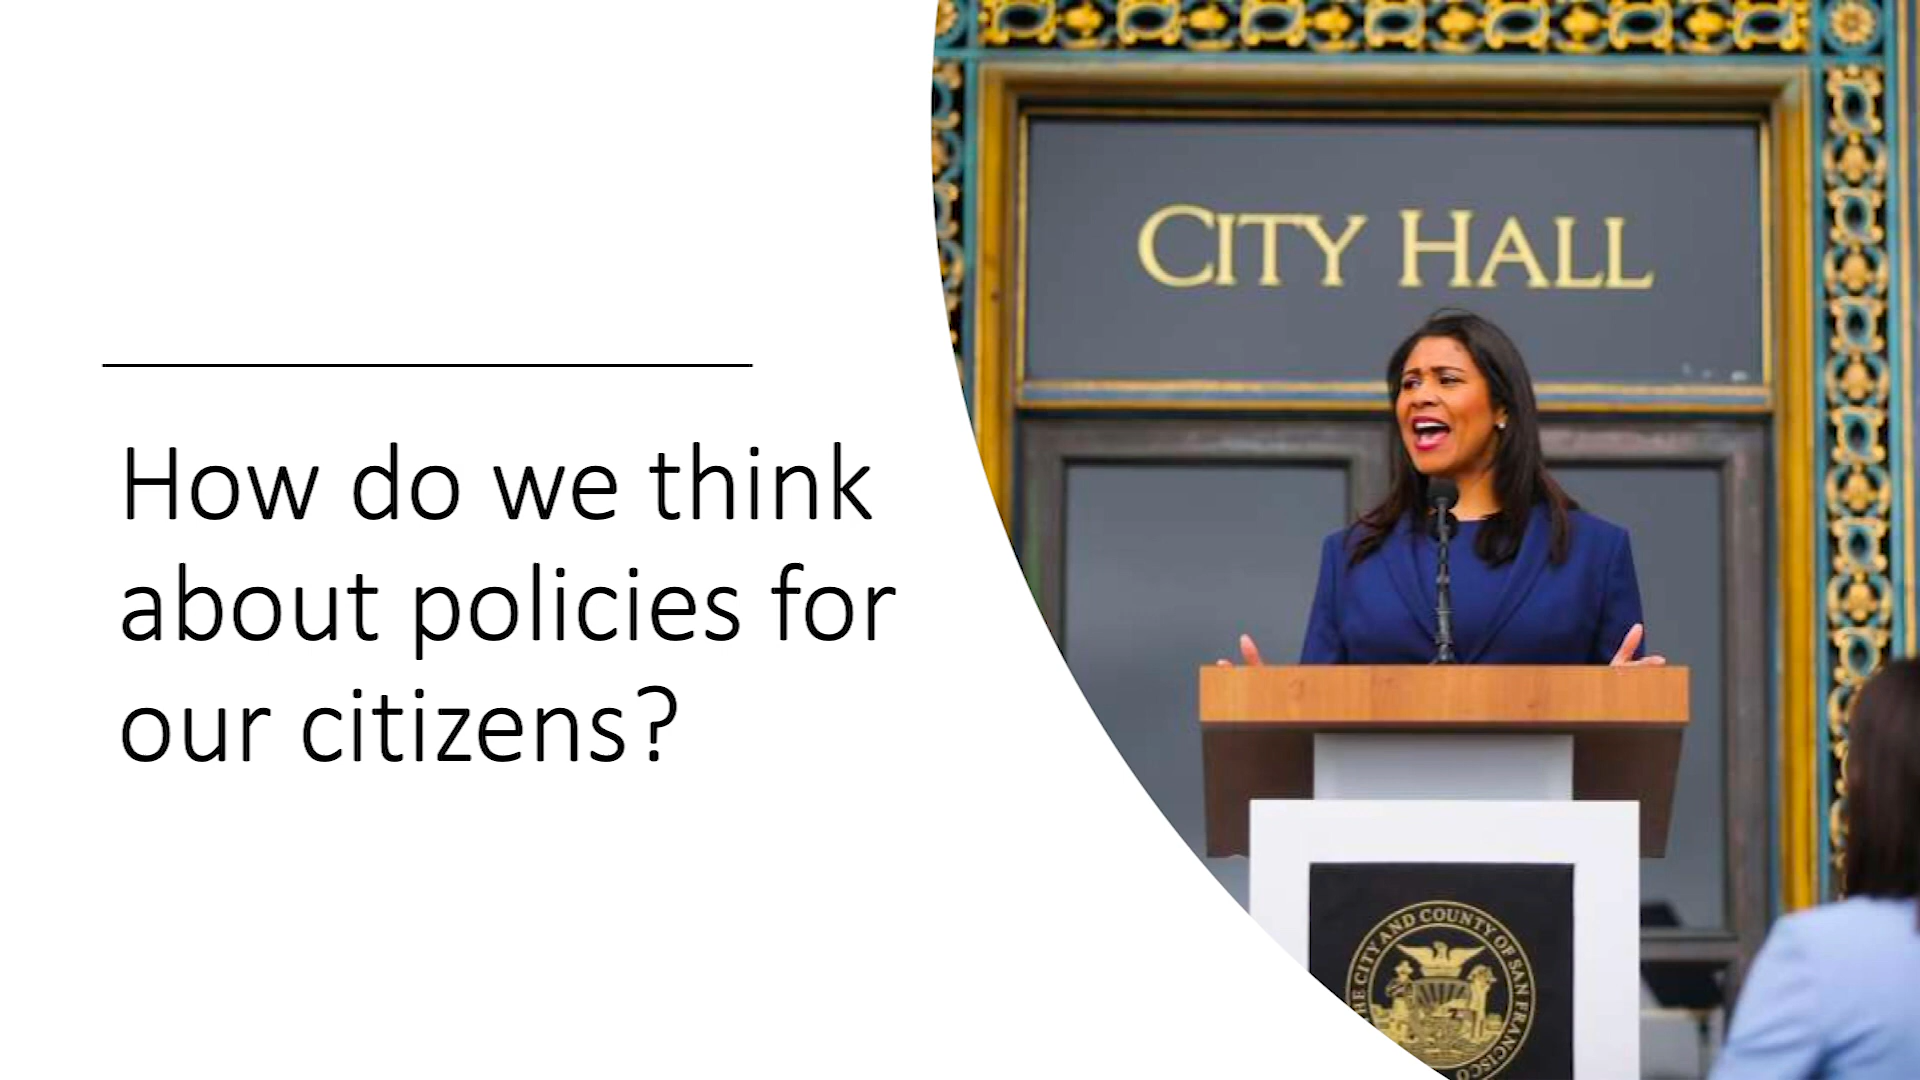 How do we think
about policies for
our citizens?
CITY HALL
THE CITY AND COUNTY OF SAN FRANCISCO